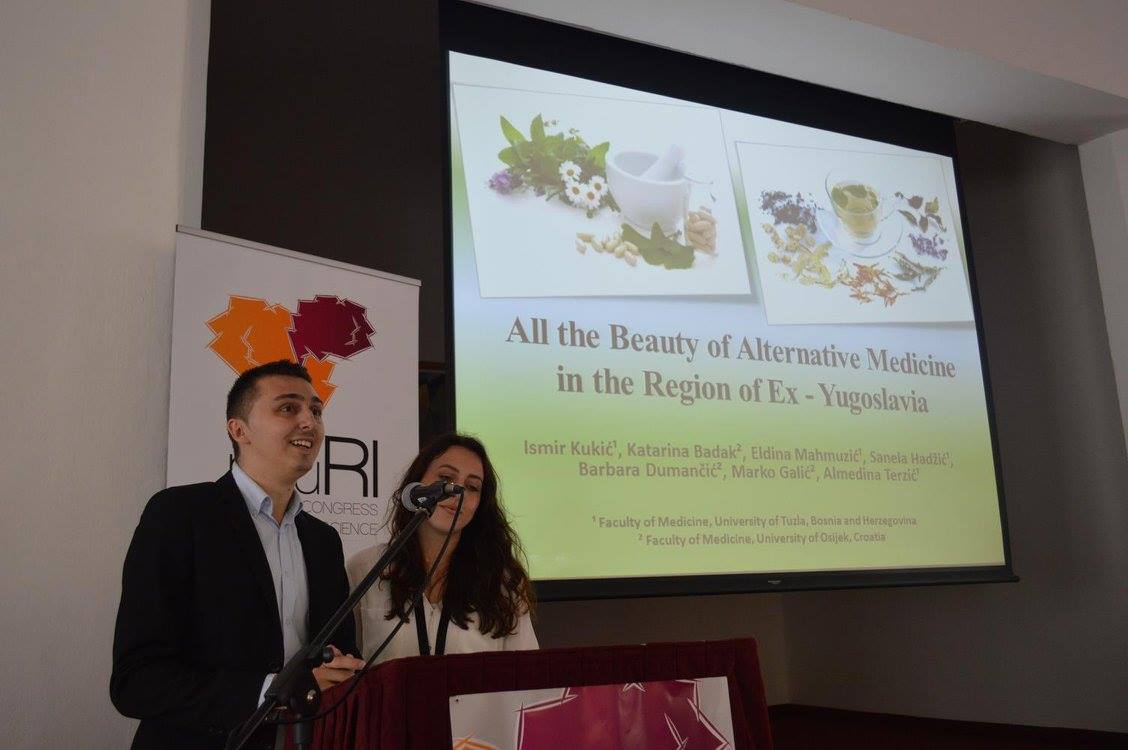 All the Beauty of Alternative Medicine
in the Region of Ex - Yugoslavia
Ismir Kukić¹, Katarina Badak², Eldina Mahmuzić¹, Sanela Hadžić¹,
Barbara Dumančić², Marko Galić², Almedina Terzić¹
¹ Faculty of Medicine, University of Tuzla, Bosnia and Herzegovina
² Faculty of Medicine, University of Osijek, Croatia
uRI
CONGRESS